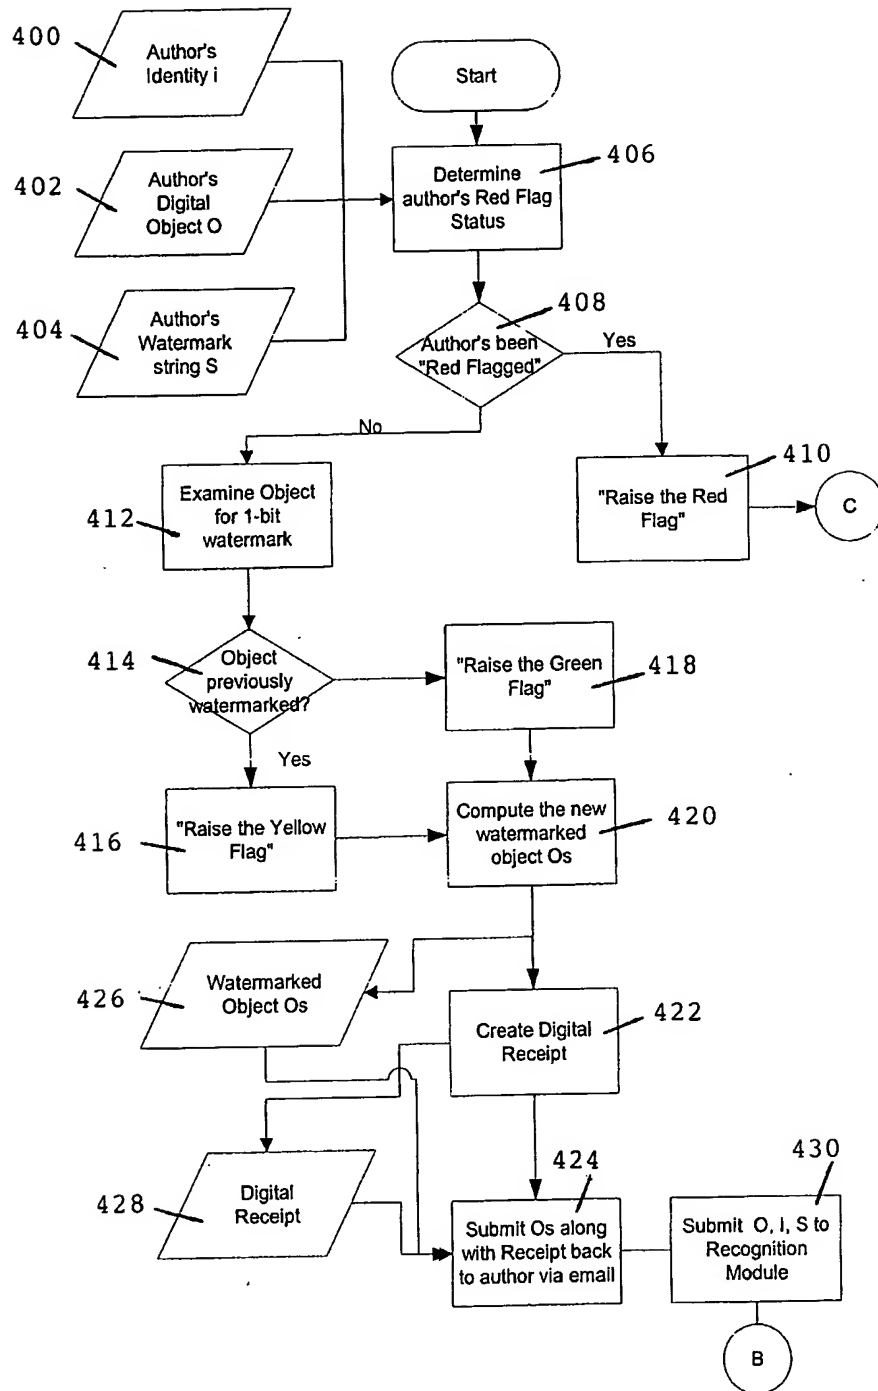 400
Author's
Identity i
Start
402
Author's
Digital
Object O
406
Determine
author's Red Flag
Status
404
Author's
Watermark
string S
408
Author's been
"Red Flagged"
Yes
No
410
"Raise the Red
Flag"
C
412
Examine Object
for 1-bit
watermark
414
Object
previously
watermarked?
"Raise the Green
Flag"
418
Yes
416
"Raise the Yellow
Flag"
Compute the new
watermarked
object Os
420
426
Watermarked
Object Os
Create Digital
Receipt
422
428
Digital
Receipt
424
Submit Os along
with Receipt back
to author via email
430
Submit O, I, S to
Recognition
Module
B